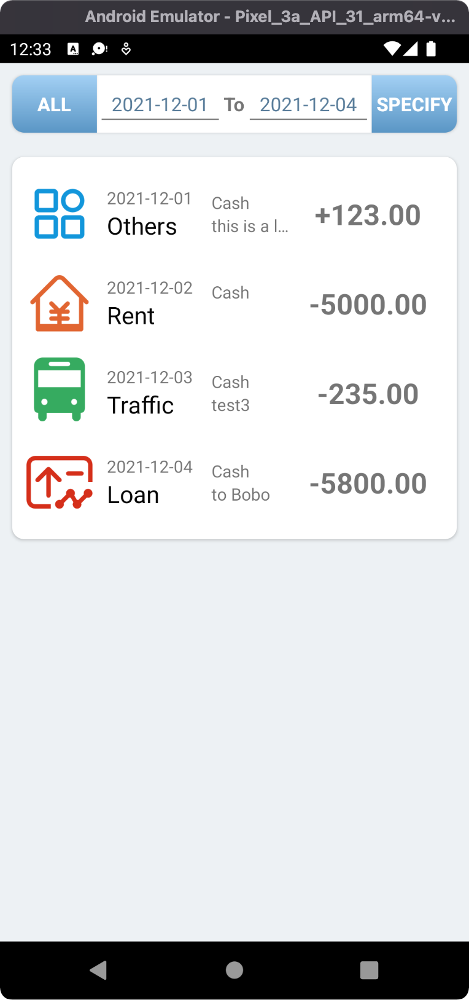 Android Emulator - Pixel_3a_API_31_arm64-v...
12:33
ALL 2021-12-01 To 2021-12-04 SPECIFY
2021-12-01
Others
Cash
this is a l...
+123.00
2021-12-02
Rent
Cash
-5000.00
2021-12-03
Traffic
Cash
test3
-235.00
2021-12-04
Loan
Cash
to Bobo
-5800.00